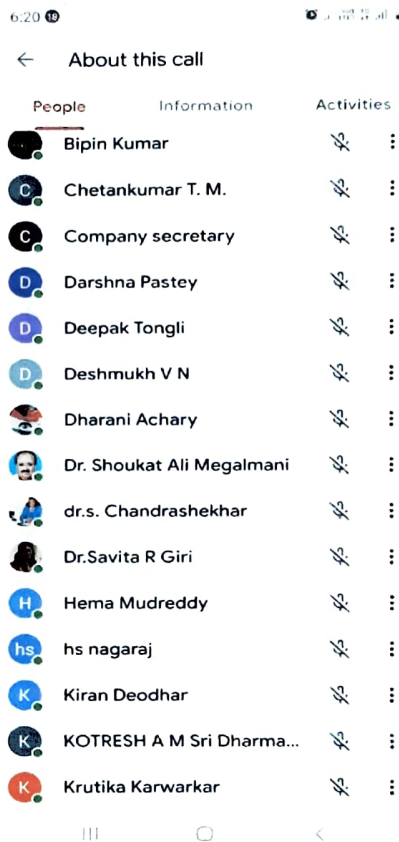 6:20 18
About this call
People Information Activities
Bipin Kumar
C Chetankumar T. M.
C Company secretary
D Darshna Pastey
D Deepak Tongli
D Deshmukh V N
Dharani Achary
Dr. Shoukat Ali Megalmani
dr.s. Chandrashekhar
Dr.Savita R Giri
H Hema Mudreddy
hs hs nagaraj
K Kiran Deodhar
K KOTRESH A M Sri Dharma...
K Krutika Karwarkar